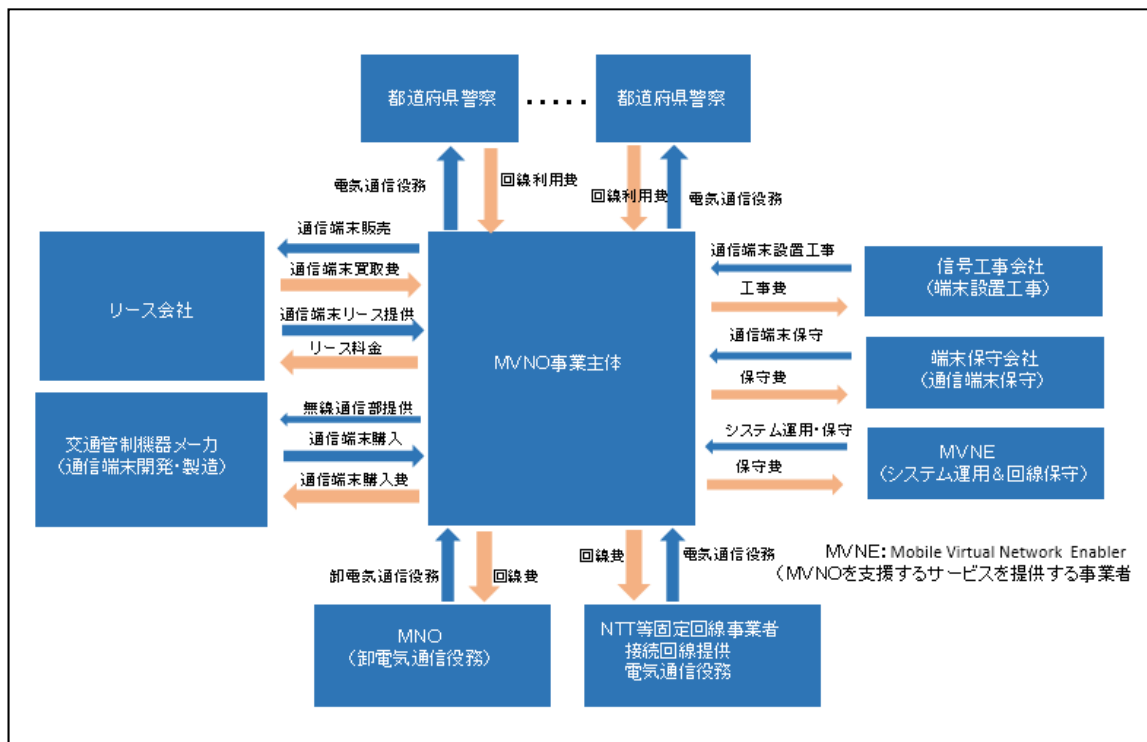 都道府県警察
・・・・・
都道府県警察
電気通信役務
回線利用費
回線利用費
電気通信役務
通信端末販売
通信端末買取費
通信端末リース提供
リース料金
リース会社
無線通信部提供
通信端末購入
通信端末購入費
交通管制機器メーカ
(通信端末開発・製造)
MVNO事業主体
通信端末設置工事
工事費
信号工事会社
(端末設置工事)
通信端末保守
保守費
端末保守会社
(通信端末保守)
システム運用・保守
保守費
MVNE
(システム運用&回線保守)
MVNE: Mobile Virtual Network Enabler
(MVNOを支援するサービスを提供する事業者
卸電気通信役務
回線費
回線費
電気通信役務
MNO
(卸電気通信役務)
NTT等固定回線事業者
接続回線提供
電気通信役務